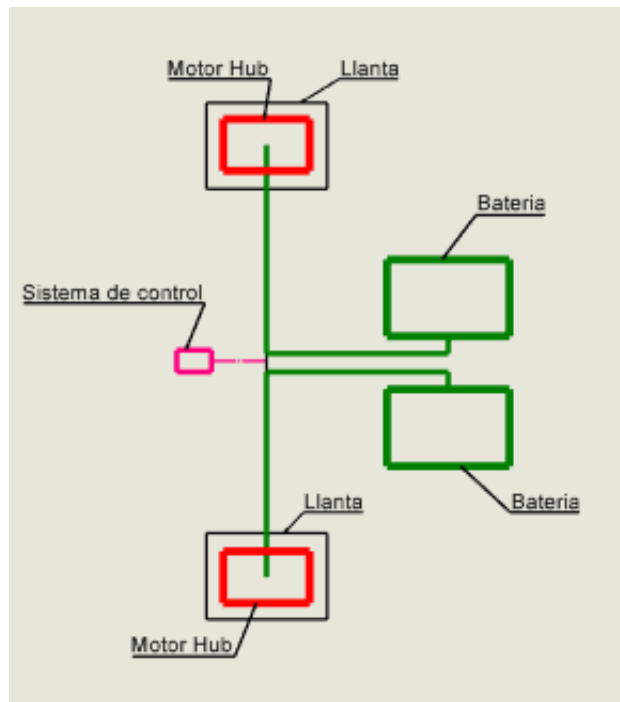 Motor Hub
Llanta
Bateria
Sistema de control
Llanta
Bateria
Motor Hub